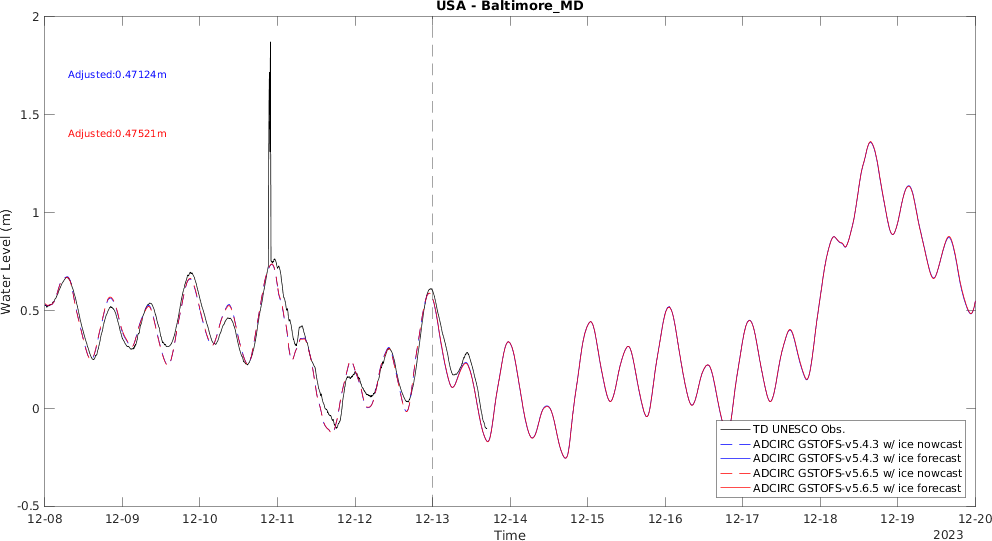 USA - Baltimore_MD
2
Adjusted:0.47124m
1.5
Adjusted:0.47521m
1
Water Level (m)
0.5
0
TD UNESCO Obs.
ADCIRC GSTOFS-v5.4.3 w/ ice nowcast
ADCIRC GSTOFS-v5.4.3 w/ ice forecast
ADCIRC GSTOFS-v5.6.5 w/ ice nowcast
ADCIRC GSTOFS-v5.6.5 w/ ice forecast
-0.5
12-08 12-09 12-10 12-11 12-12 12-13 12-14 12-15 12-16 12-17 12-18 12-19 12-20
Time
2023